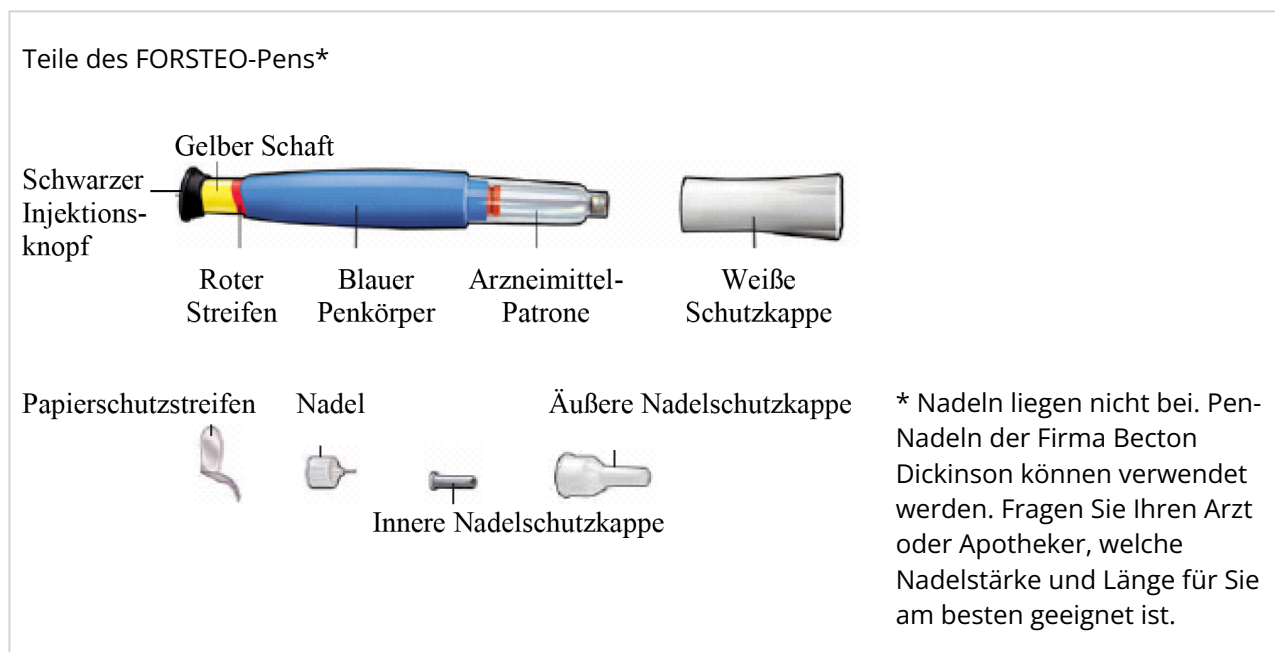 Teile des FORSTEO-Pens*
Gelber Schaft
Schwarzer
Injektions-
knopf
Roter
Streifen
Blauer
Penkörper
Arzneimittel-
Patrone
Weiße
Schutzkappe
Papierschutzstreifen
Nadel
Innere Nadelschutzkappe
Äußere Nadelschutzkappe
* Nadeln liegen nicht bei. Pen-
Nadeln der Firma Becton
Dickinson können verwendet
werden. Fragen Sie Ihren Arzt
oder Apotheker, welche
Nadelstärke und Länge für Sie
am besten geeignet ist.